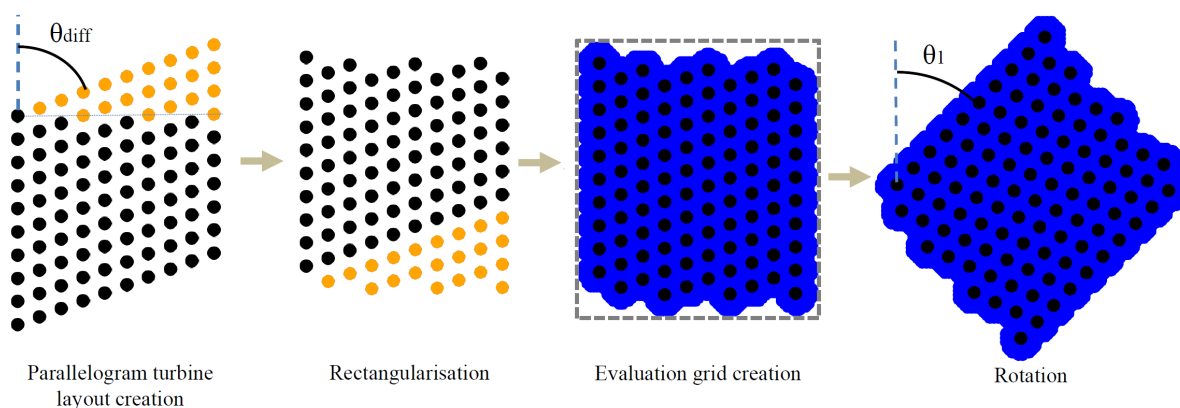 θdiff
θ1
Parallelogram turbine
layout creation
Rectangularisation
Evaluation grid creation
Rotation